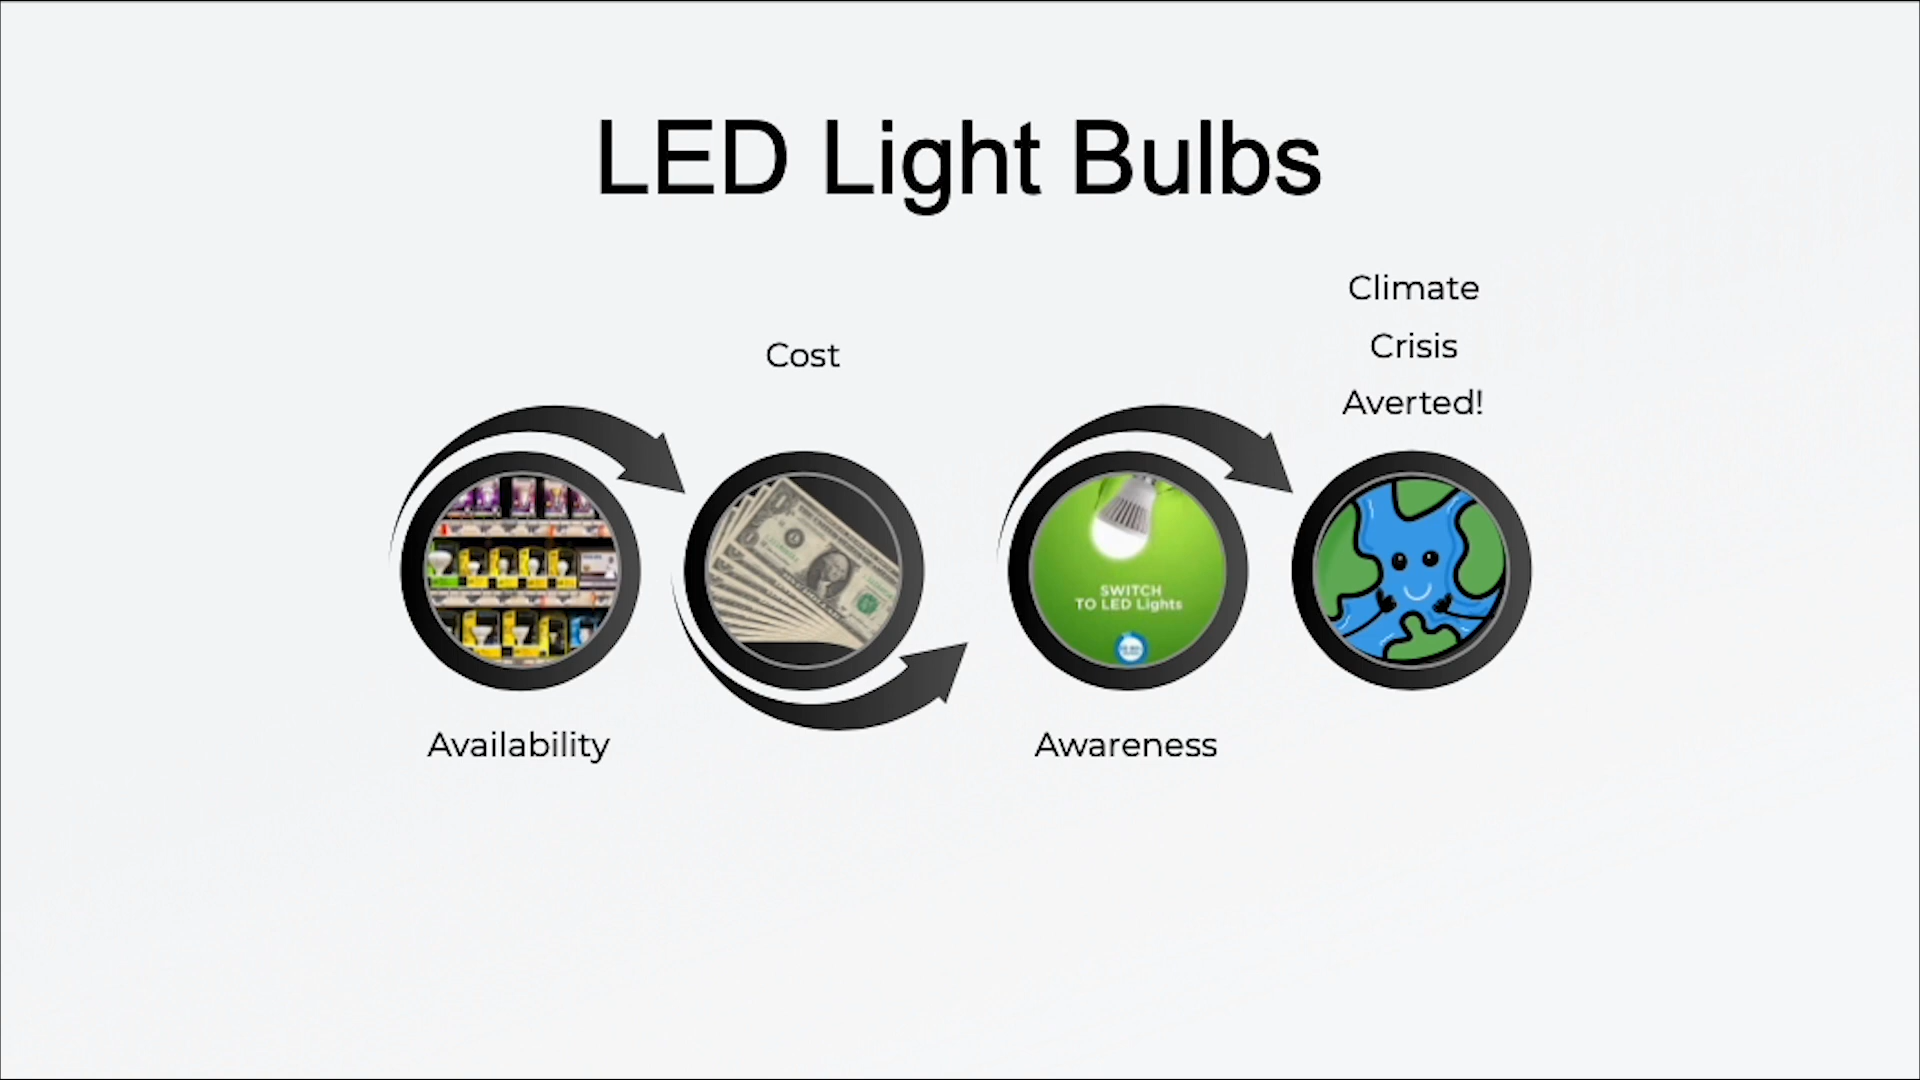 LED Light Bulbs
Climate
Crisis
Averted!
Cost
SWITCH
TO LED Lights
Availability
Awareness